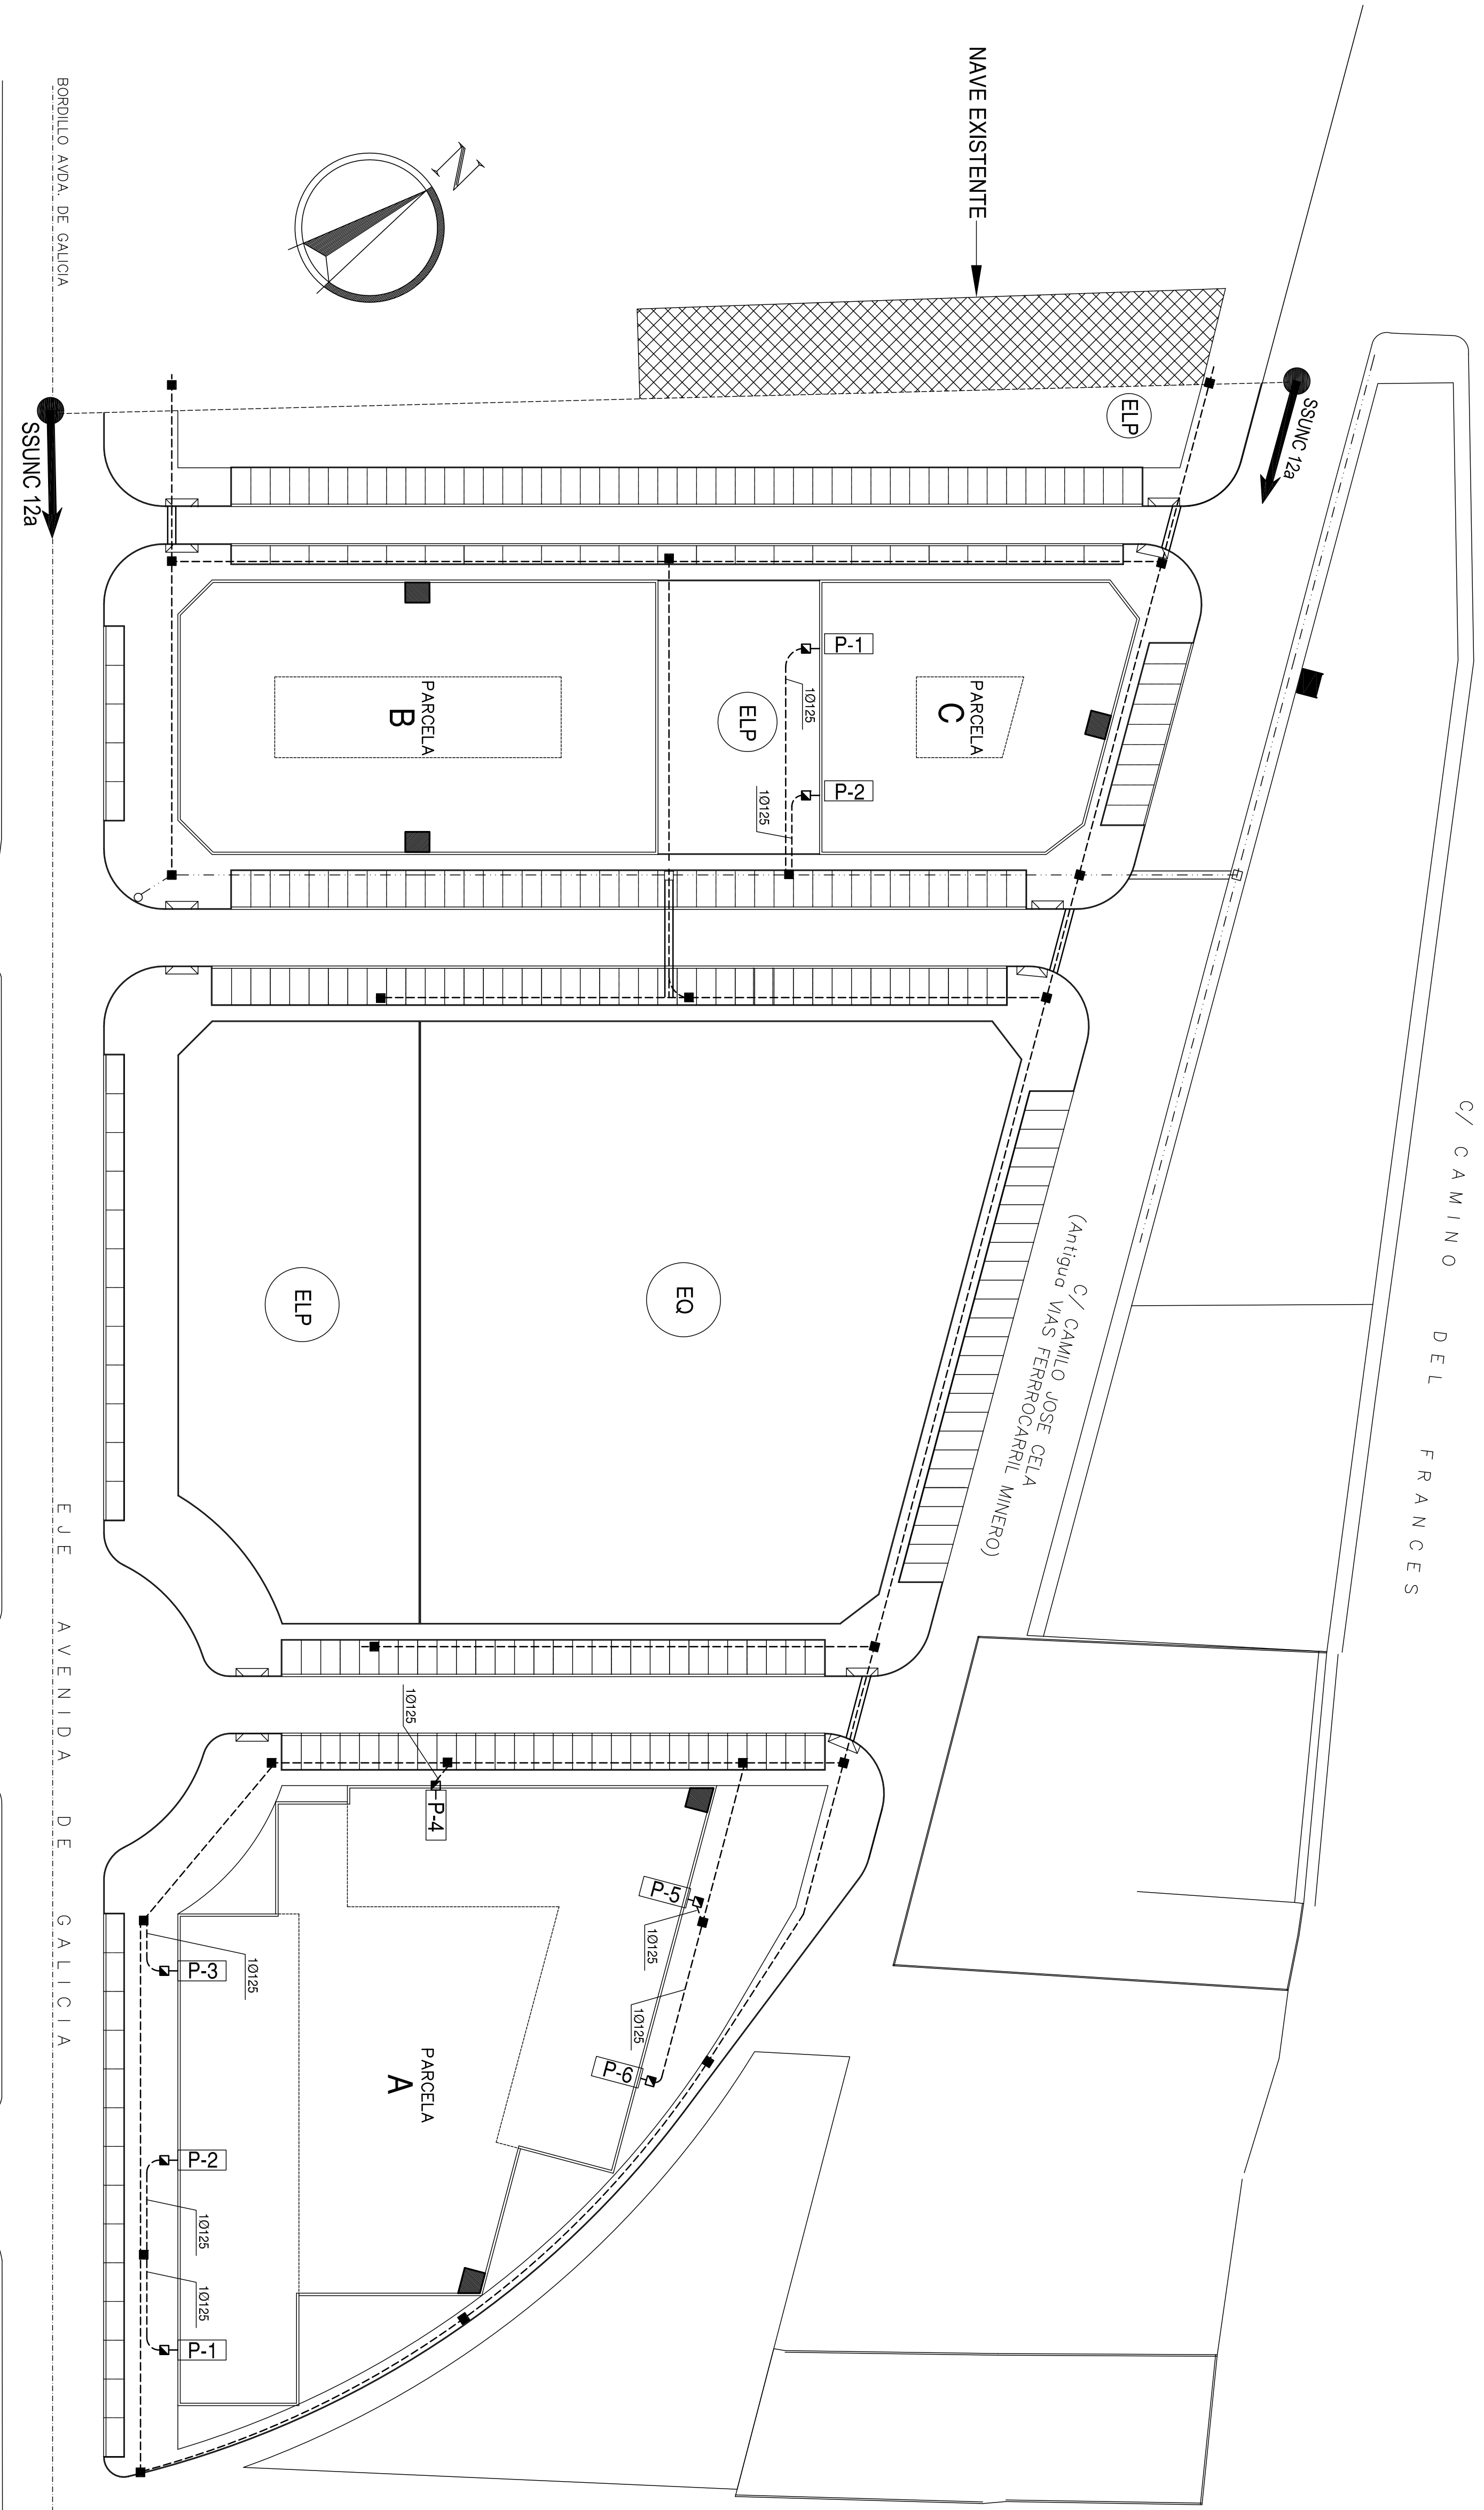 C/ CAMINO DEL FRANCES
SSUNC 12a
C/ CAMILO JOSE CELA
(Antigua VIAS FERRROCARRIL MINERO)
NAVE EXISTENTE
N
ELP
PARCELA
C
P-1
1Ø125
P-2
1Ø125
ELP
PARCELA
B
EQ
ELP
PARCELA
A
P-4
1Ø125
P-5
1Ø125
P-6
1Ø125
P-3
1Ø125
P-2
1Ø125
P-1
1Ø125
BORDILLO AVDA. DE GALICIA
SSUNC 12a
EJE AVENIDA DE GALICIA